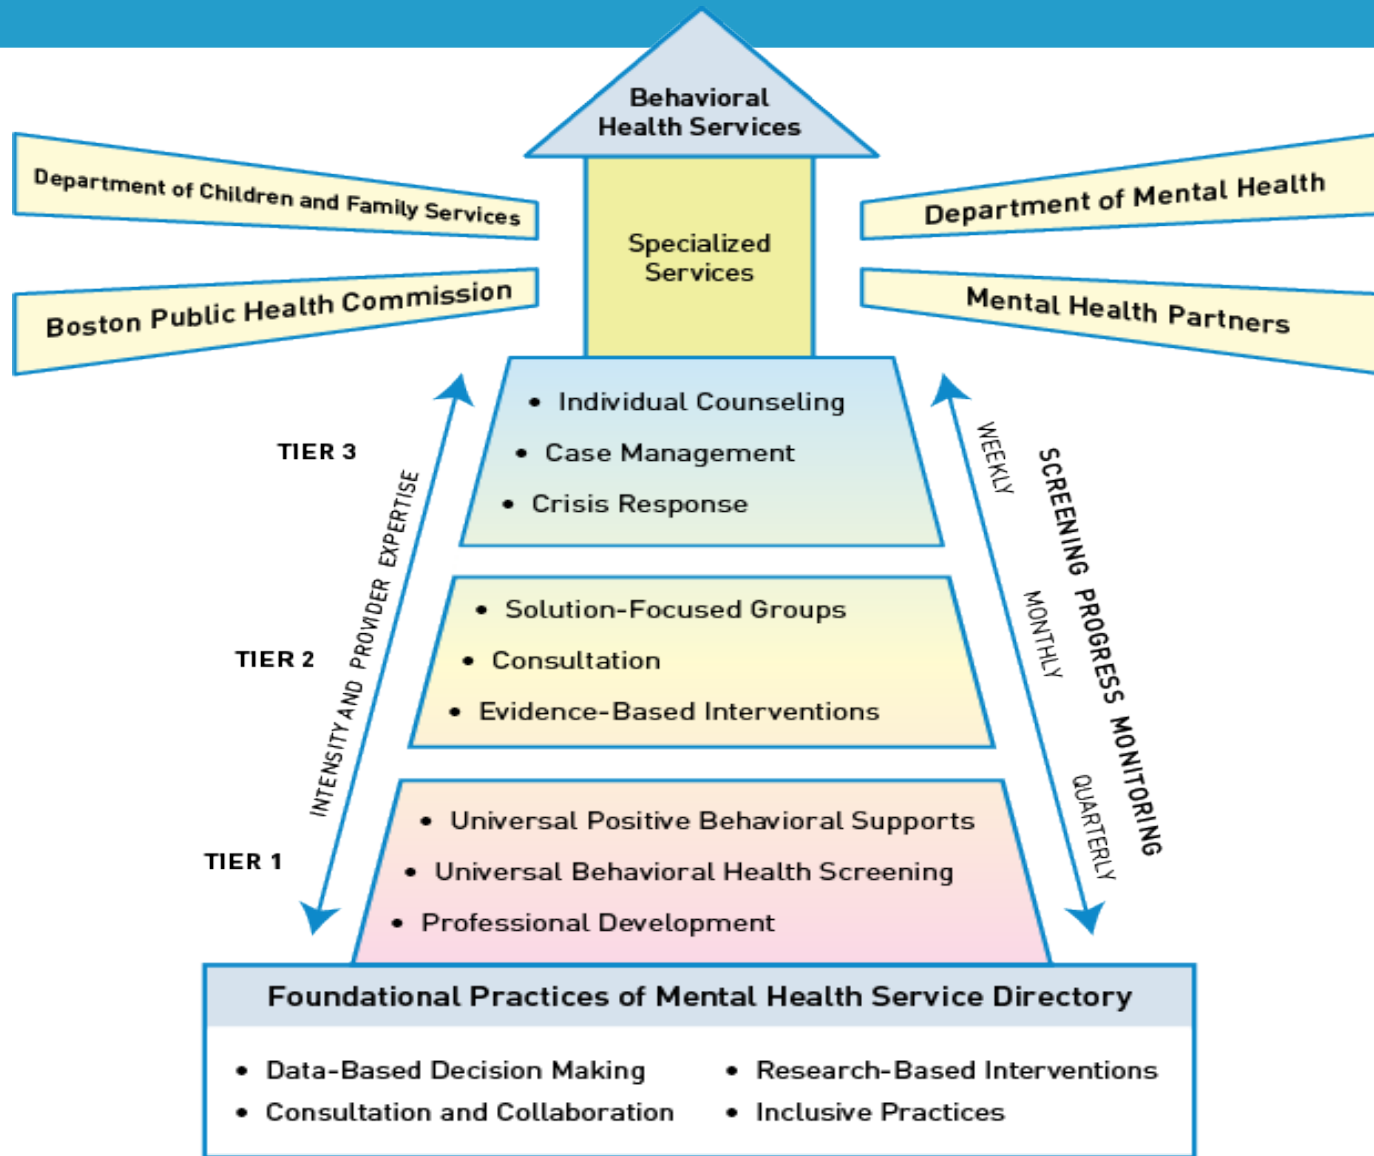 Behavioral
Health Services
Department of Children and Family Services
Department of Mental Health
Specialized
Services
Boston Public Health Commission
Mental Health Partners
TIER 3
• Individual Counseling
• Case Management
• Crisis Response
WEEKLY
INTENSITY AND PROVIDER EXPERTISE
SCREENING PROGRESS MONITORING
TIER 2
• Solution-Focused Groups
• Consultation
• Evidence-Based Interventions
MONTHLY
TIER 1
• Universal Positive Behavioral Supports
• Universal Behavioral Health Screening
• Professional Development
QUARTERLY
Foundational Practices of Mental Health Service Directory
• Data-Based Decision Making
• Consultation and Collaboration
• Research-Based Interventions
• Inclusive Practices